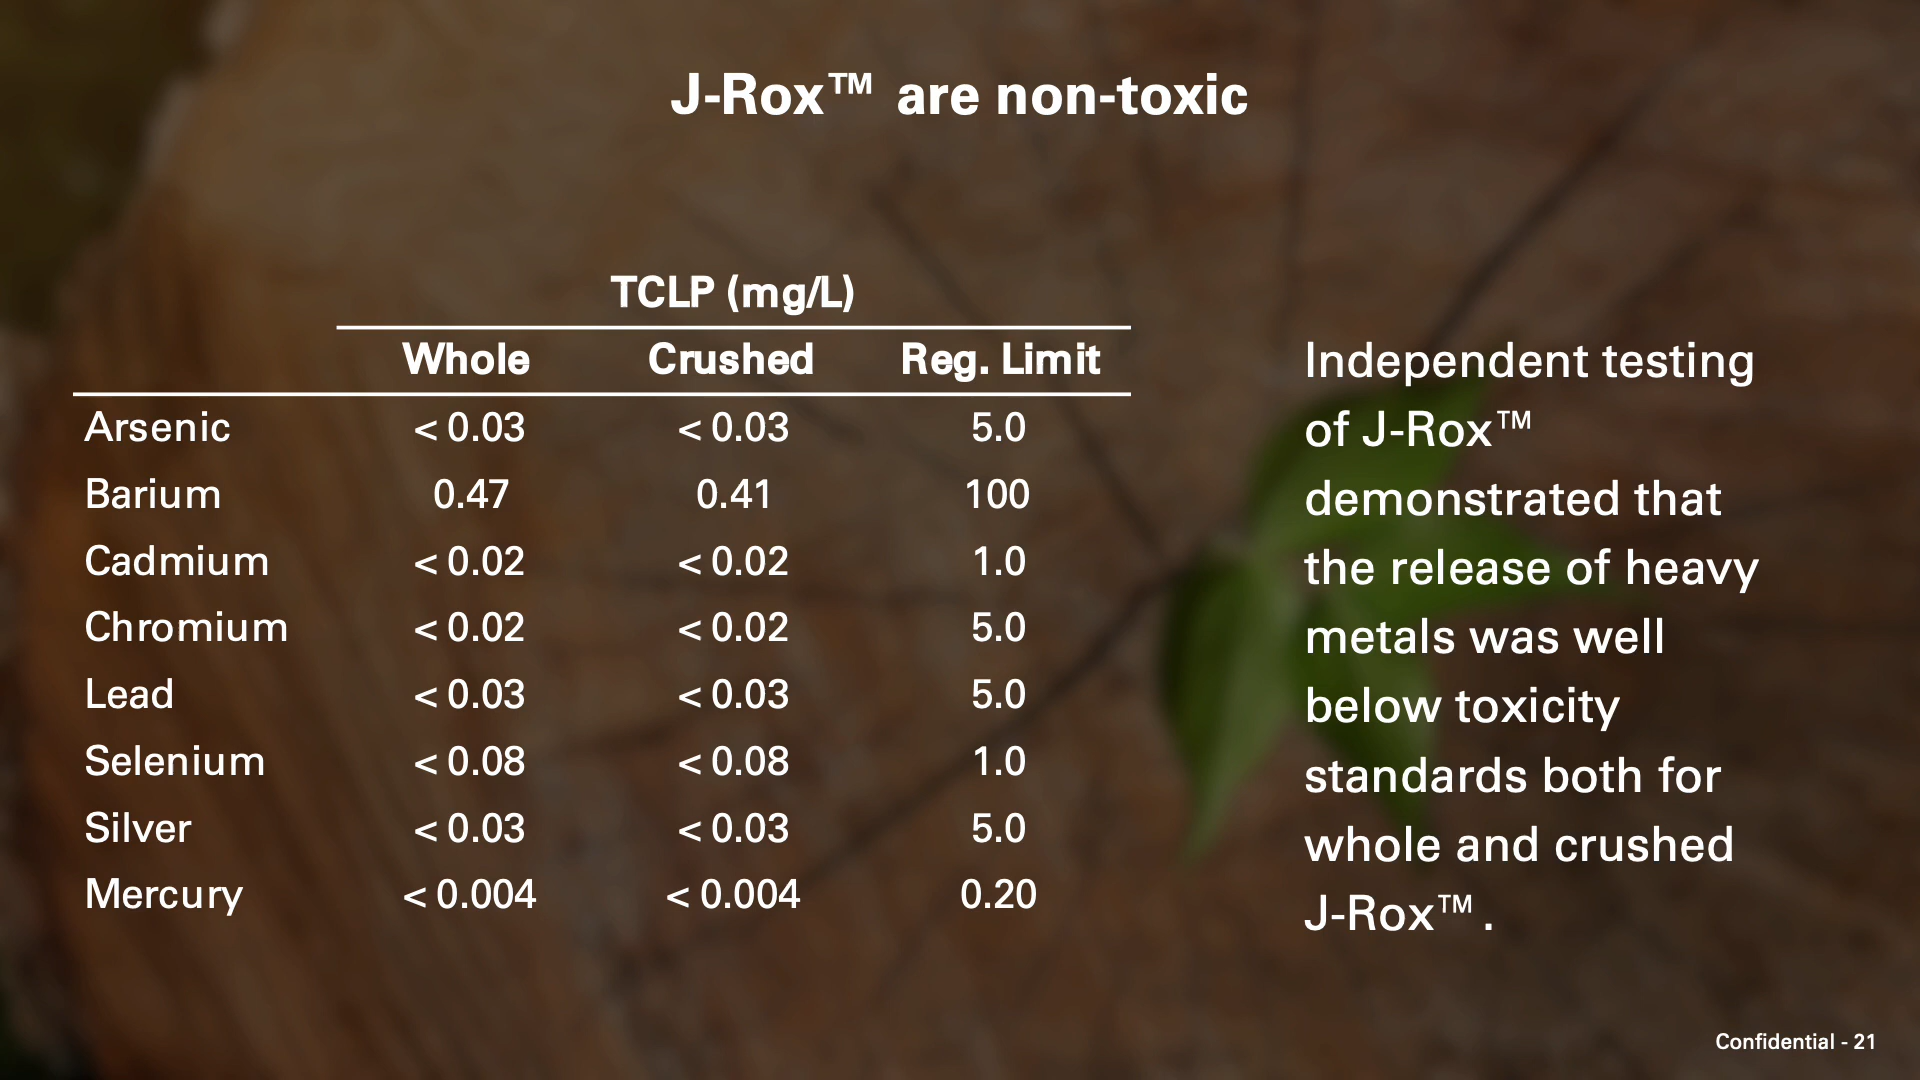 J-Rox™ are non-toxic
TCLP (mg/L)
Whole Crushed Reg. Limit
Arsenic < 0.03 < 0.03 5.0
Barium 0.47 0.41 100
Cadmium < 0.02 < 0.02 1.0
Chromium < 0.02 < 0.02 5.0
Lead < 0.03 < 0.03 5.0
Selenium < 0.08 < 0.08 1.0
Silver < 0.03 < 0.03 5.0
Mercury < 0.004 < 0.004 0.20
Independent testing
of J-Rox™
demonstrated that
the release of heavy
metals was well
below toxicity
standards both for
whole and crushed
J-Rox™ .
Confidential - 21